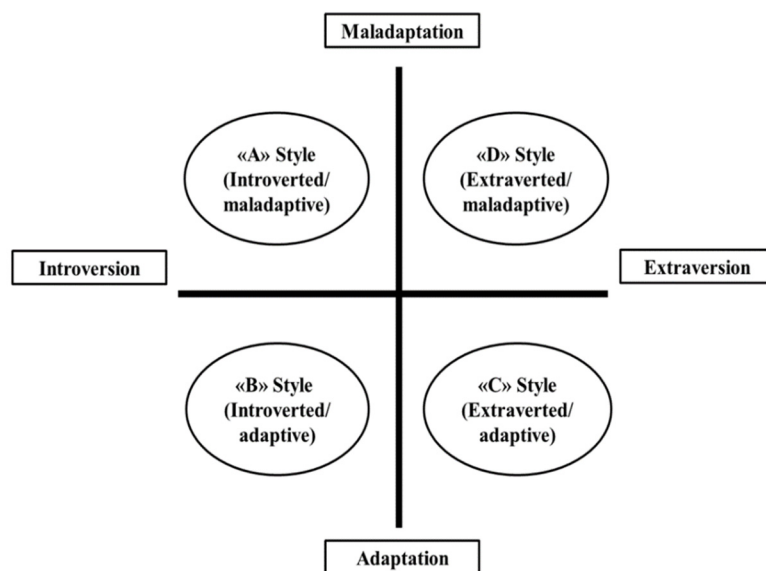 Maladaptation
«A» Style
(Introverted/
maladaptive)
«D» Style
(Extraverted/
maladaptive)
Introversion
Extraversion
«B» Style
(Introverted/
adaptive)
«C» Style
(Extraverted/
adaptive)
Adaptation